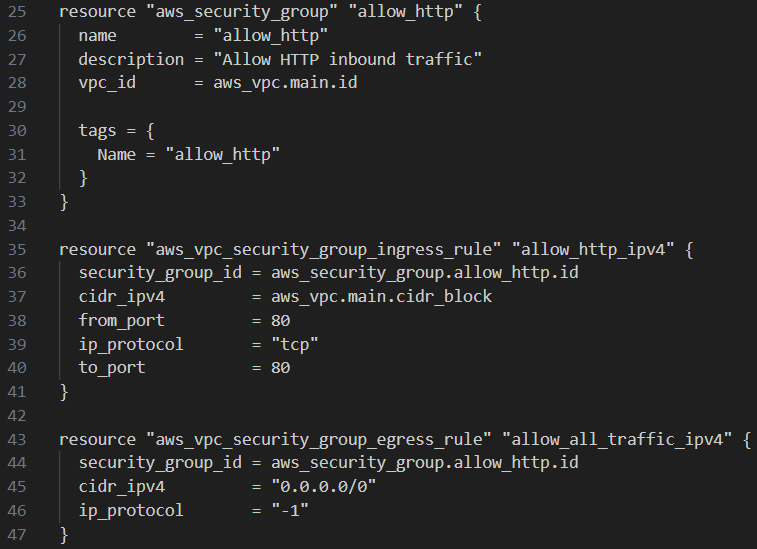 25 resource "aws_security_group" "allow_http" {
26   name        = "allow_http"
27   description = "Allow HTTP inbound traffic"
28   vpc_id      = aws_vpc.main.id
29
30   tags = {
31     Name = "allow_http"
32   }
33 }
34
35 resource "aws_vpc_security_group_ingress_rule" "allow_http_ipv4" {
36   security_group_id = aws_security_group.allow_http.id
37   cidr_ipv4         = aws_vpc.main.cidr_block
38   from_port         = 80
39   ip_protocol       = "tcp"
40   to_port           = 80
41 }
42
43 resource "aws_vpc_security_group_egress_rule" "allow_all_traffic_ipv4" {
44   security_group_id = aws_security_group.allow_http.id
45   cidr_ipv4         = "0.0.0.0/0"
46   ip_protocol       = "-1"
47 }